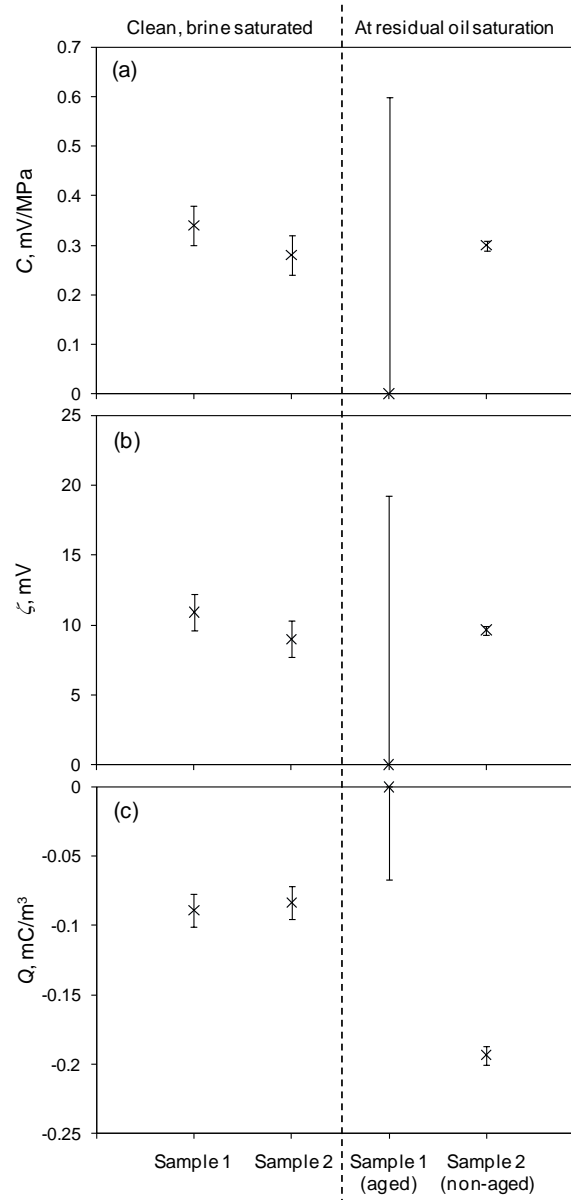 Clean, brine saturated
At residual oil saturation
(a)
0.7
0.6
0.5
0.4
0.3
0.2
0.1
0
C, mV/MPa
(b)
25
20
15
10
5
0
ζ, mV
(c)
0
-0.05
-0.1
-0.15
-0.2
-0.25
Q, mC/m³
Sample 1
Sample 2
Sample 1
(aged)
Sample 2
(non-aged)